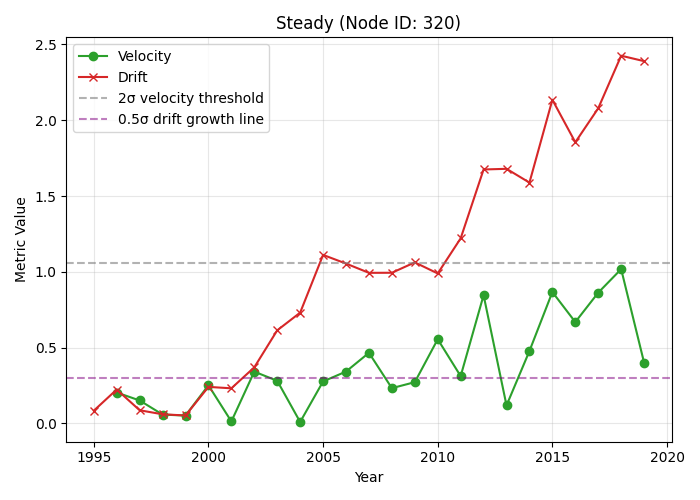 Steady (Node ID: 320)
Velocity
Drift
2σ velocity threshold
0.5σ drift growth line
Metric Value
2.5
2.0
1.5
1.0
0.5
0.0
1995 2000 2005 2010 2015 2020
Year